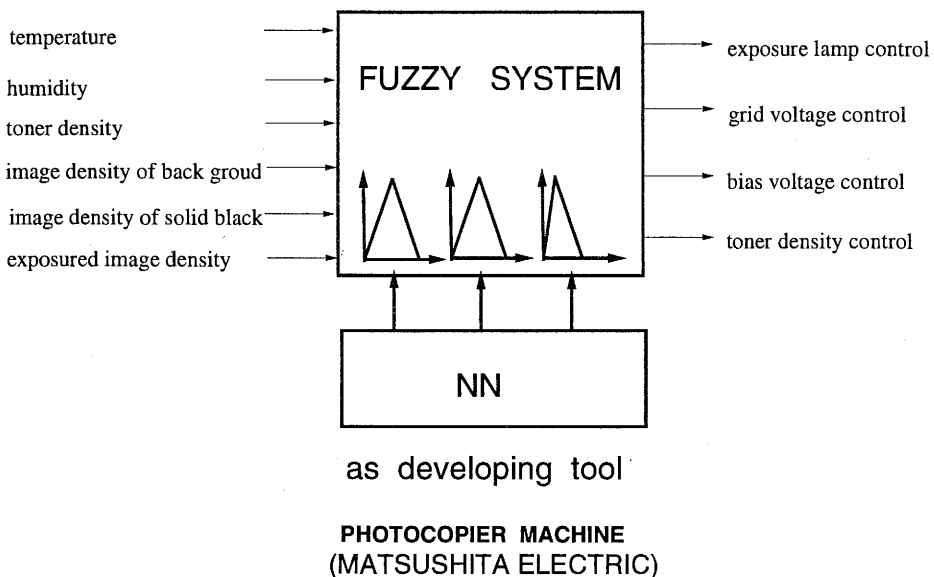 temperature
humidity
toner density
image density of back groud
image density of solid black
exposured image density
FUZZY SYSTEM
exposure lamp control
grid voltage control
bias voltage control
toner density control
NN
as developing tool
PHOTOCOPIER MACHINE
(MATSUSHITA ELECTRIC)